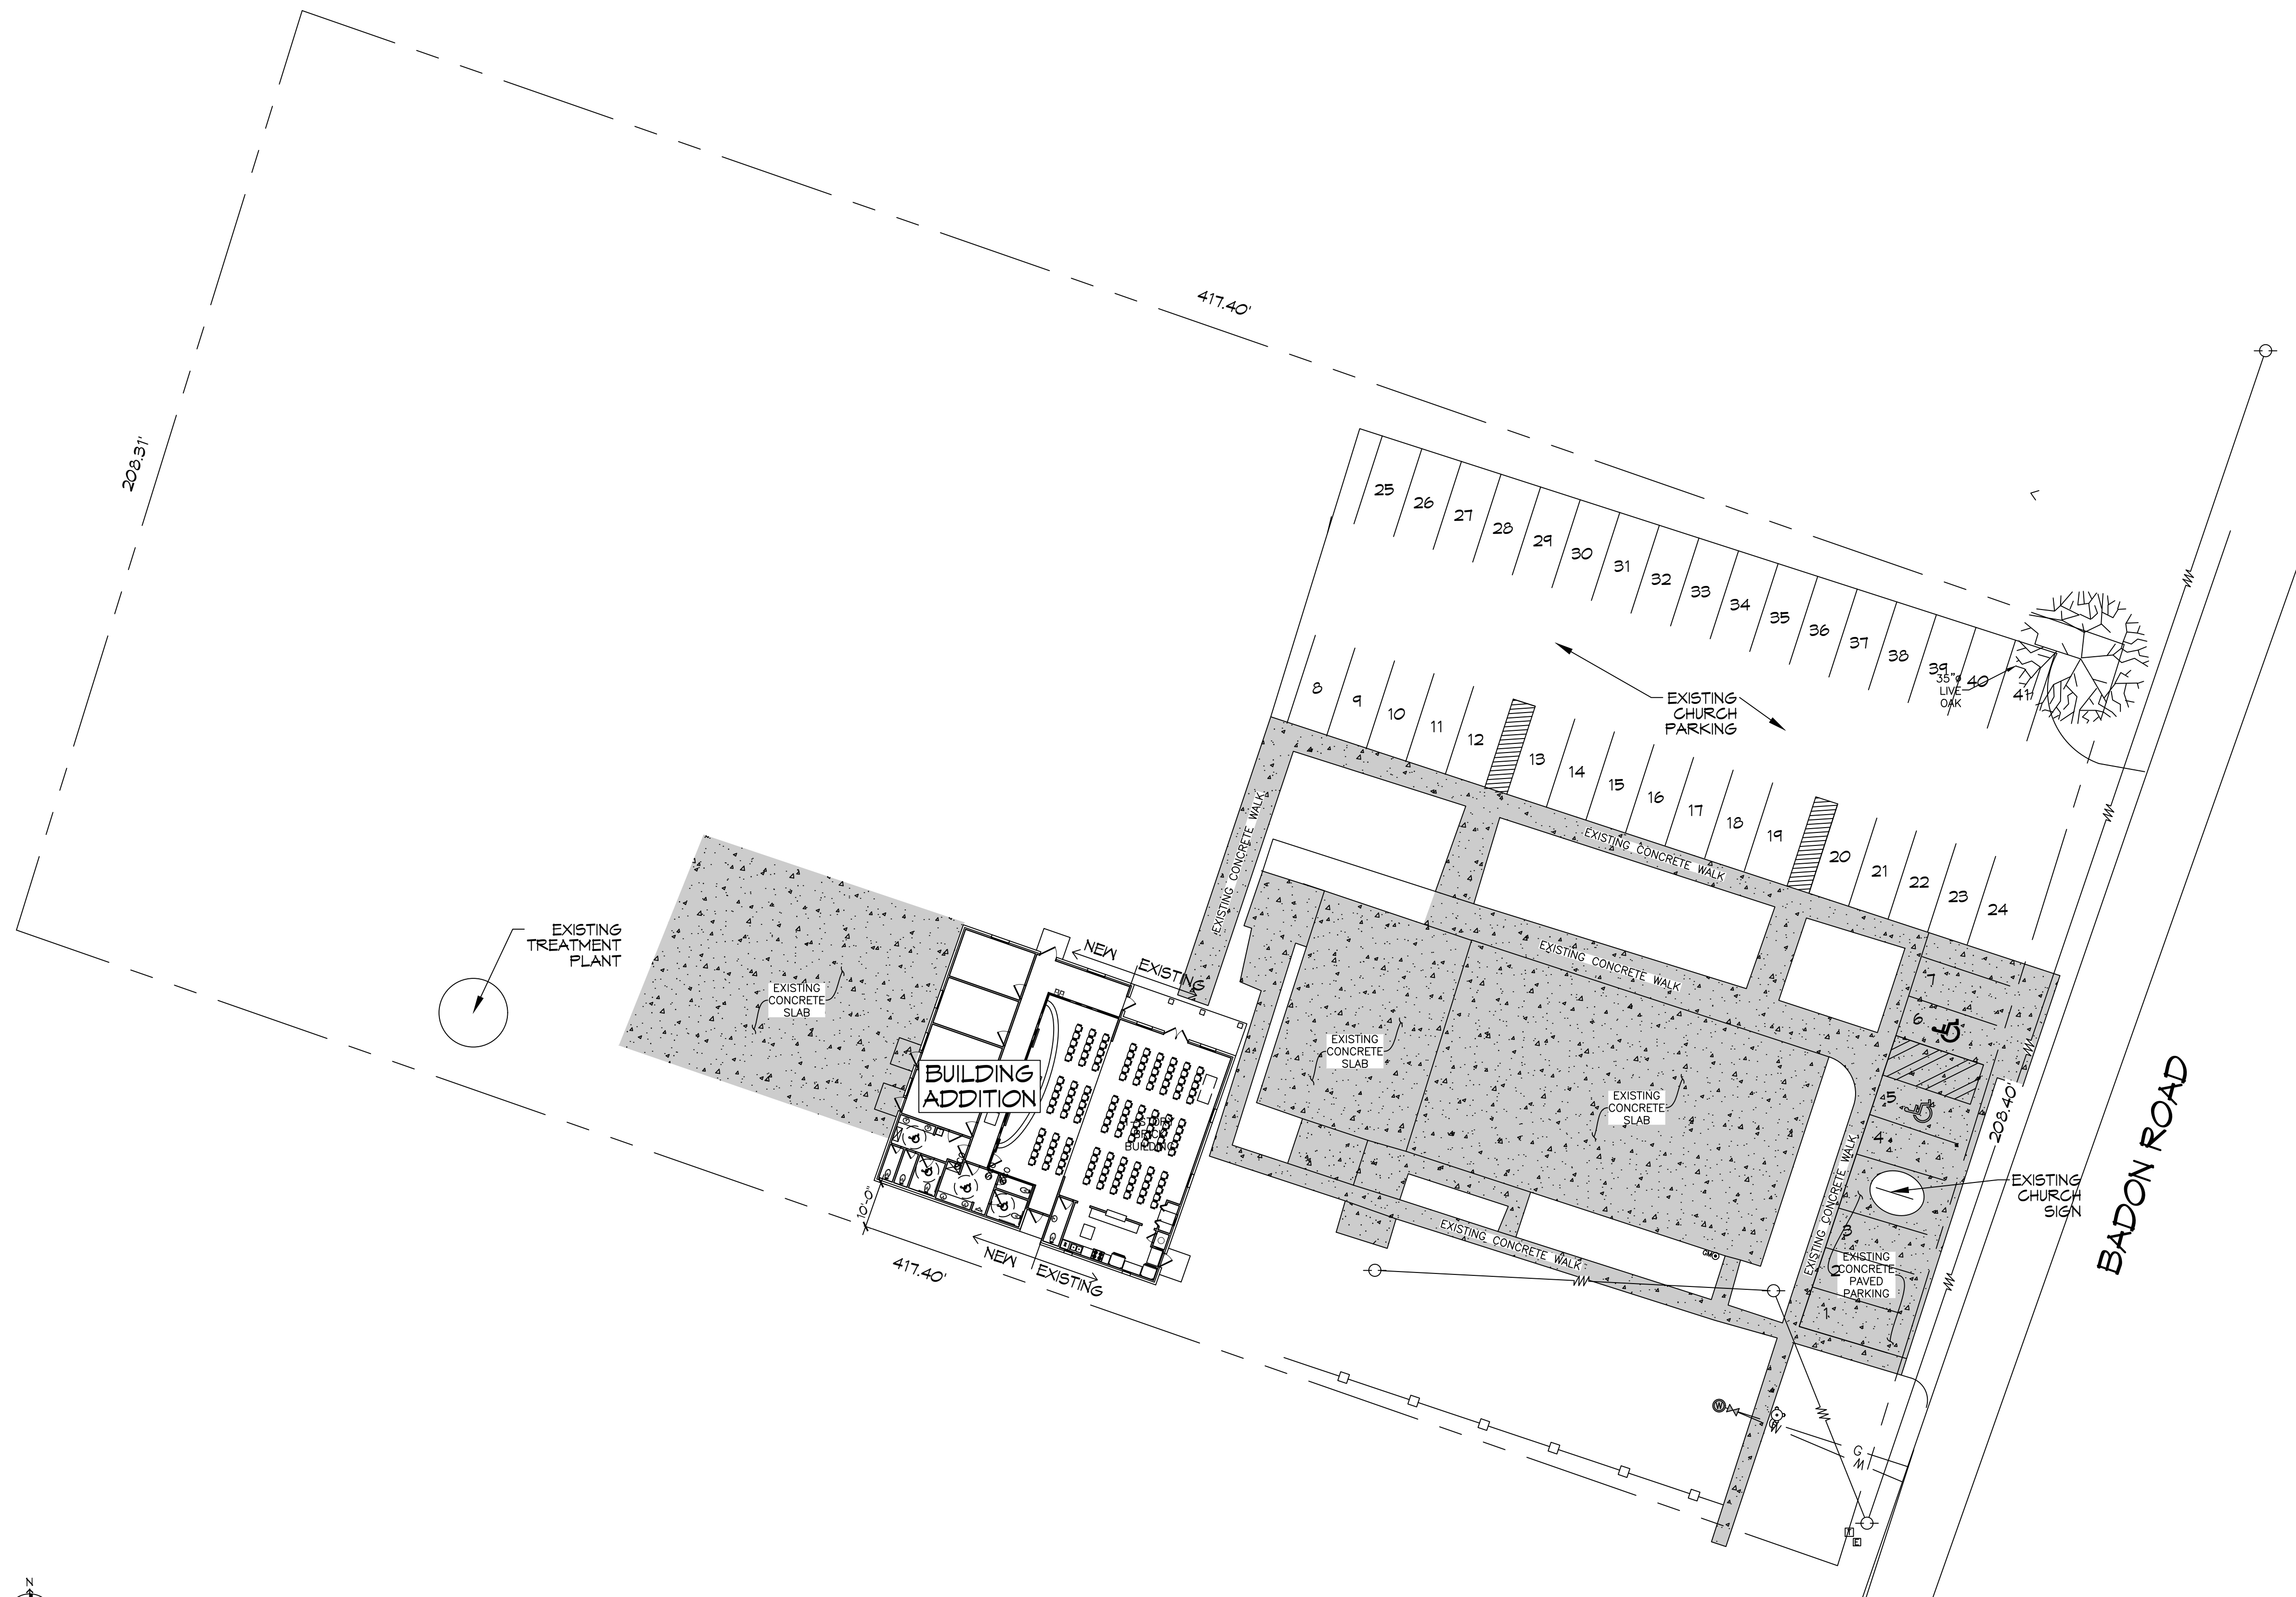 417.40'
208.31'
25
26
27
28
29
30
31
32
33
34
35
36
37
38
39
40
41
35"ø
LIVE
OAK
EXISTING
CHURCH
PARKING
8
9
10
11
12
13
14
15
16
17
18
19
20
21
22
23
24
EXISTING CONCRETE WALK
EXISTING CONCRETE WALK
EXISTING CONCRETE WALK
EXISTING
TREATMENT
PLANT
EXISTING
CONCRETE
SLAB
NEW
EXISTING
BUILDING
ADDITION
BUILDING
EXISTING
CONCRETE
SLAB
EXISTING
CONCRETE
SLAB
7
6
5
4
3
2
1
208.40'
BADON ROAD
EXISTING
CHURCH
SIGN
EXISTING CONCRETE WALK
EXISTING
CONCRETE
PAVED
PARKING
10'-0"
417.40'
NEW
EXISTING
EXISTING CONCRETE WALK
GM
W
G
W
G
W
T
E
N